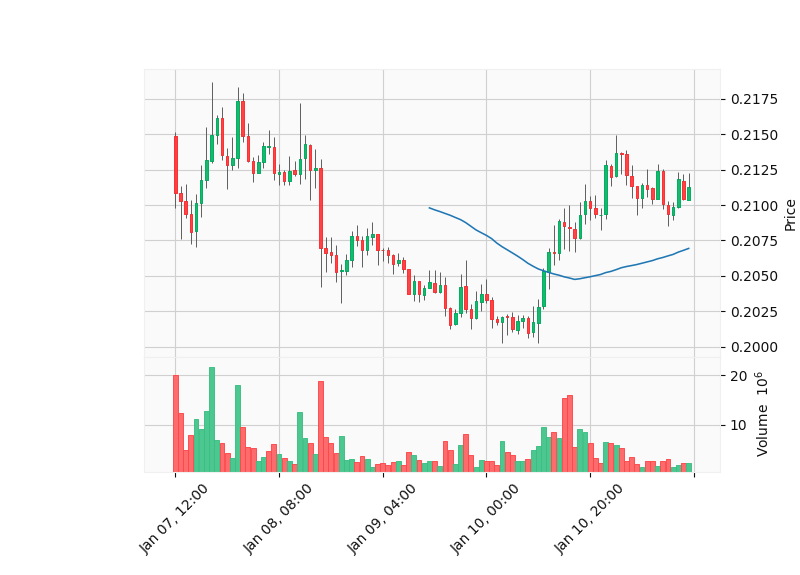 0.2175
0.2150
0.2125
0.2100
0.2075
0.2050
0.2025
0.2000
Price
20
10
Volume 10⁶
Jan 07, 12:00
Jan 08, 08:00
Jan 09, 04:00
Jan 10, 00:00
Jan 10, 20:00